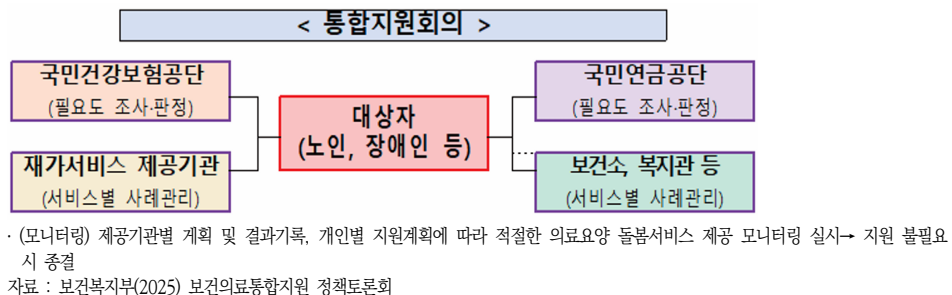 < 통합지원회의 >
국민건강보험공단
(필요도 조사·판정)
국민연금공단
(필요도 조사·판정)
대상자
(노인, 장애인 등)
재가서비스 제공기관
(서비스별 사례관리)
보건소, 복지관 등
(서비스별 사례관리)
· (모니터링) 제공기관별 계획 및 결과기록, 개인별 지원계획에 따라 적절한 의료요양 돌봄서비스 제공 모니터링 실시→ 지원 불필요
시 종결
자료 : 보건복지부(2025) 보건의료통합지원 정책토론회